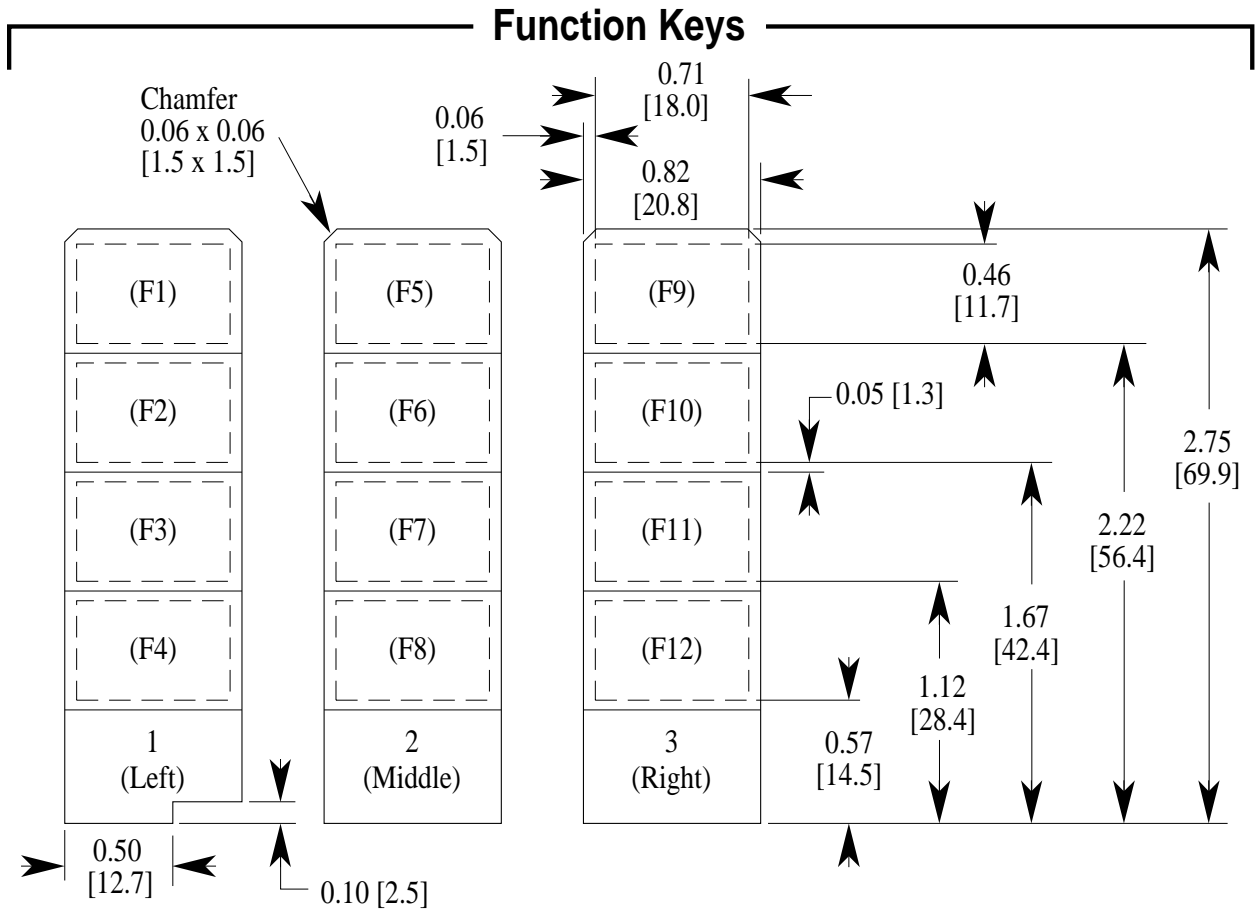 Function Keys
Chamfer
0.06 x 0.06
[1.5 x 1.5]
0.06
[1.5]
0.71
[18.0]
0.82
[20.8]
(F1)
(F5)
(F9)
0.46
[11.7]
(F2)
(F6)
(F10)
0.05 [1.3]
2.75
[69.9]
(F3)
(F7)
(F11)
2.22
[56.4]
(F4)
(F8)
(F12)
1.67
[42.4]
1.12
[28.4]
1
(Left)
2
(Middle)
3
(Right)
0.57
[14.5]
0.50
[12.7]
0.10 [2.5]